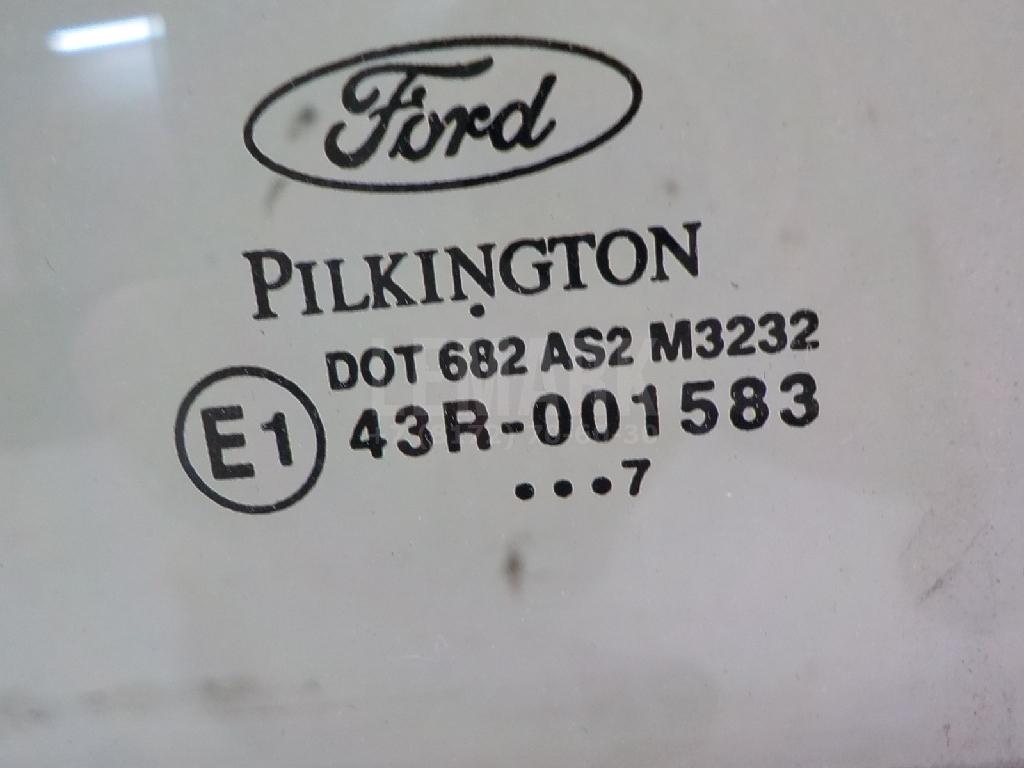 Ford
PILKINGTON
DOT 682 AS2 M3232
E1 43R-001583
...7